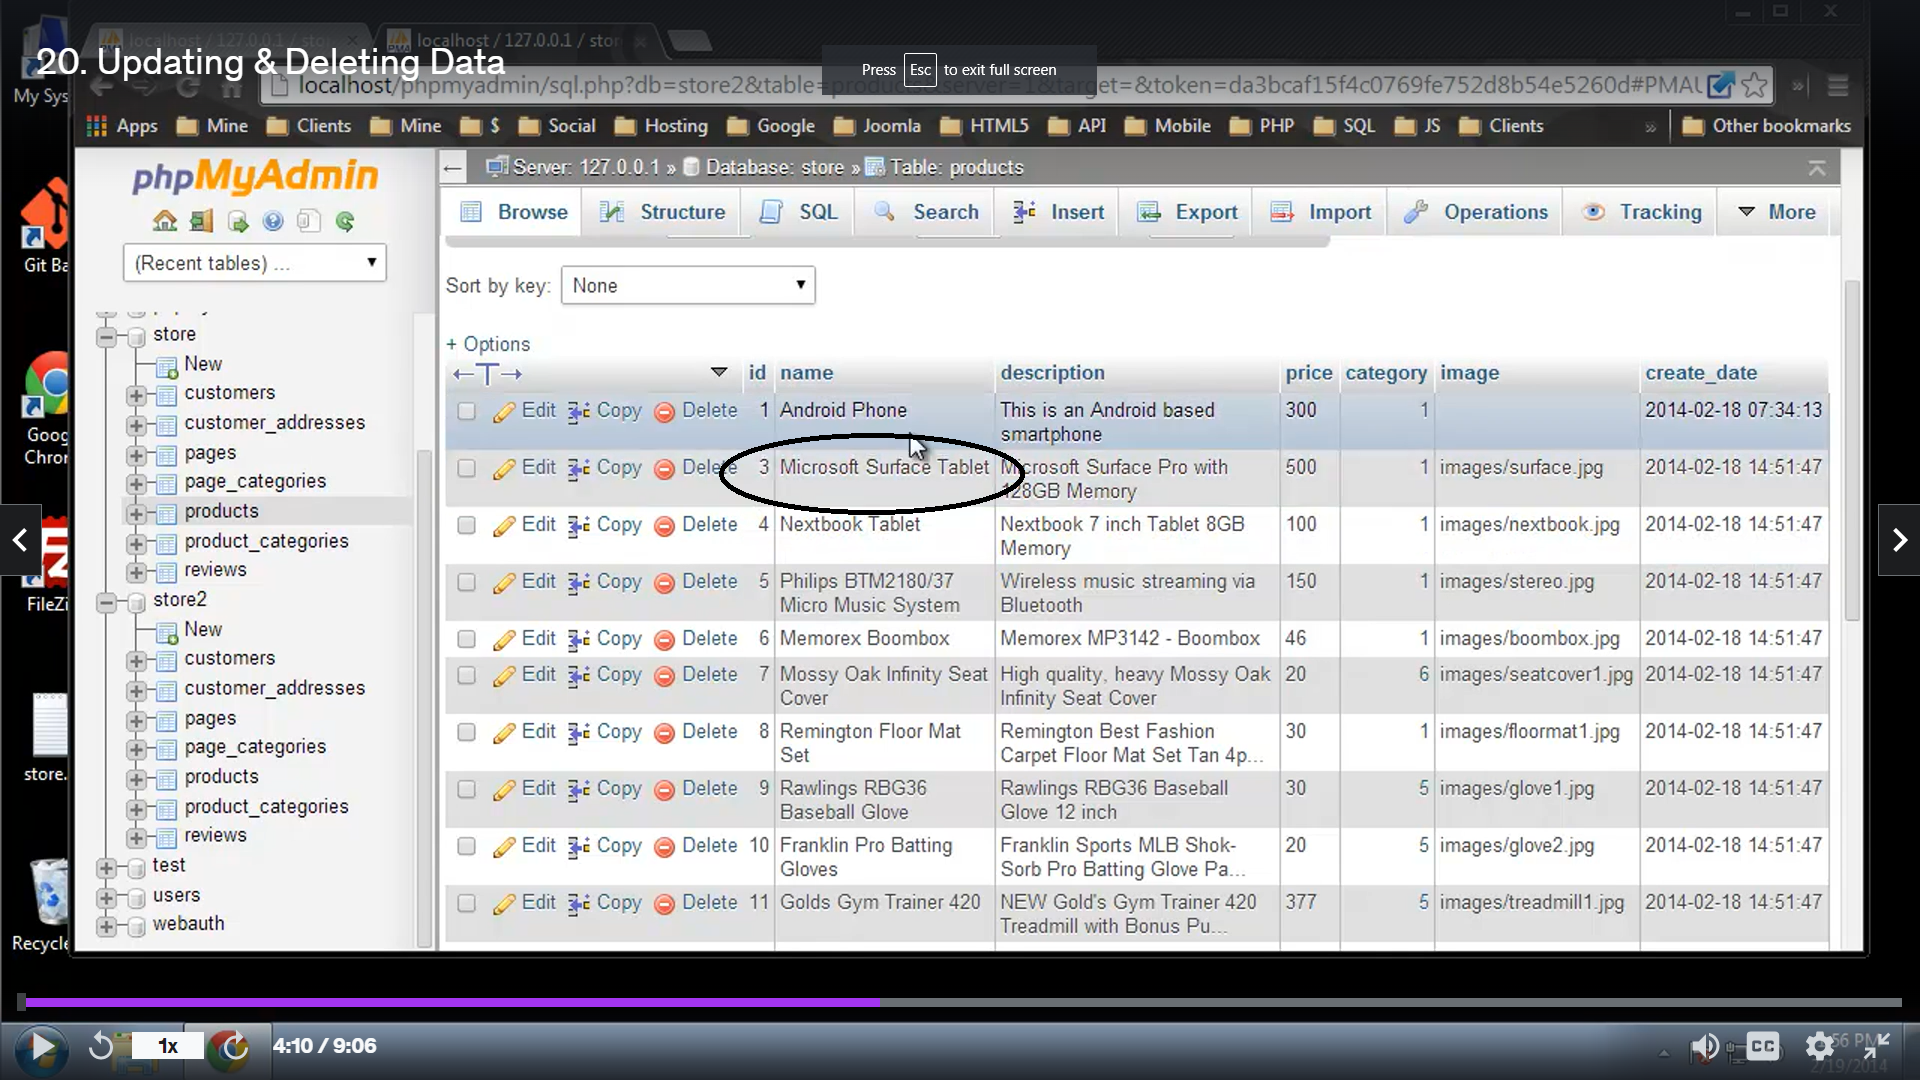 20. Updating & Deleting Data
localhost / 127.0.0.1 / sto
localhost / 127.0.0.1 / stor
Press Esc to exit full screen
localhost/phpmyadmin/sql.php?db=store2&table=products&server=1&target=&token=da3bcaf15f4c0769fe752d8b54e5260d#PMAU
Apps Mine Clients Mine $ Social Hosting Google Joomla HTML5 API Mobile PHP SQL JS Clients » Other bookmarks
My Sys
Git Ba
Goog
Chron
FileZi
store.
Recycle
phpMyAdmin
(Recent tables) ...
store
New
customers
customer_addresses
pages
page_categories
products
product_categories
reviews
store2
New
customers
customer_addresses
pages
page_categories
products
product_categories
reviews
test
users
webauth
Server: 127.0.0.1 » Database: store » Table: products
Browse Structure SQL Search Insert Export Import Operations Tracking More
Sort by key: None
+ Options
←T→ id name description price category image create_date
Edit Copy Delete 1 Android Phone This is an Android based 300 1 2014-02-18 07:34:13
smartphone
Edit Copy Delete 3 Microsoft Surface Tablet Microsoft Surface Pro with 500 1 images/surface.jpg 2014-02-18 14:51:47
128GB Memory
Edit Copy Delete 4 Nextbook Tablet Nextbook 7 inch Tablet 8GB 100 1 images/nextbook.jpg 2014-02-18 14:51:47
Memory
Edit Copy Delete 5 Philips BTM2180/37 Wireless music streaming via 150 1 images/stereo.jpg 2014-02-18 14:51:47
Micro Music System Bluetooth
Edit Copy Delete 6 Memorex Boombox Memorex MP3142 - Boombox 46 1 images/boombox.jpg 2014-02-18 14:51:47
Edit Copy Delete 7 Mossy Oak Infinity Seat High quality, heavy Mossy Oak 20 6 images/seatcover1.jpg 2014-02-18 14:51:47
Cover Infinity Seat Cover
Edit Copy Delete 8 Remington Floor Mat Remington Best Fashion 30 1 images/floormat1.jpg 2014-02-18 14:51:47
Set Carpet Floor Mat Set Tan 4p...
Edit Copy Delete 9 Rawlings RBG36 Rawlings RBG36 Baseball 30 5 images/glove1.jpg 2014-02-18 14:51:47
Baseball Glove Glove 12 inch
Edit Copy Delete 10 Franklin Pro Batting Franklin Sports MLB Shok- 20 5 images/glove2.jpg 2014-02-18 14:51:47
Gloves Sorb Pro Batting Glove Pa...
Edit Copy Delete 11 Golds Gym Trainer 420 NEW Gold's Gym Trainer 420 377 5 images/treadmill1.jpg 2014-02-18 14:51:47
Treadmill with Bonus Pu...
1x 4:10 / 9:06 CC
56 PM
2/19/2014